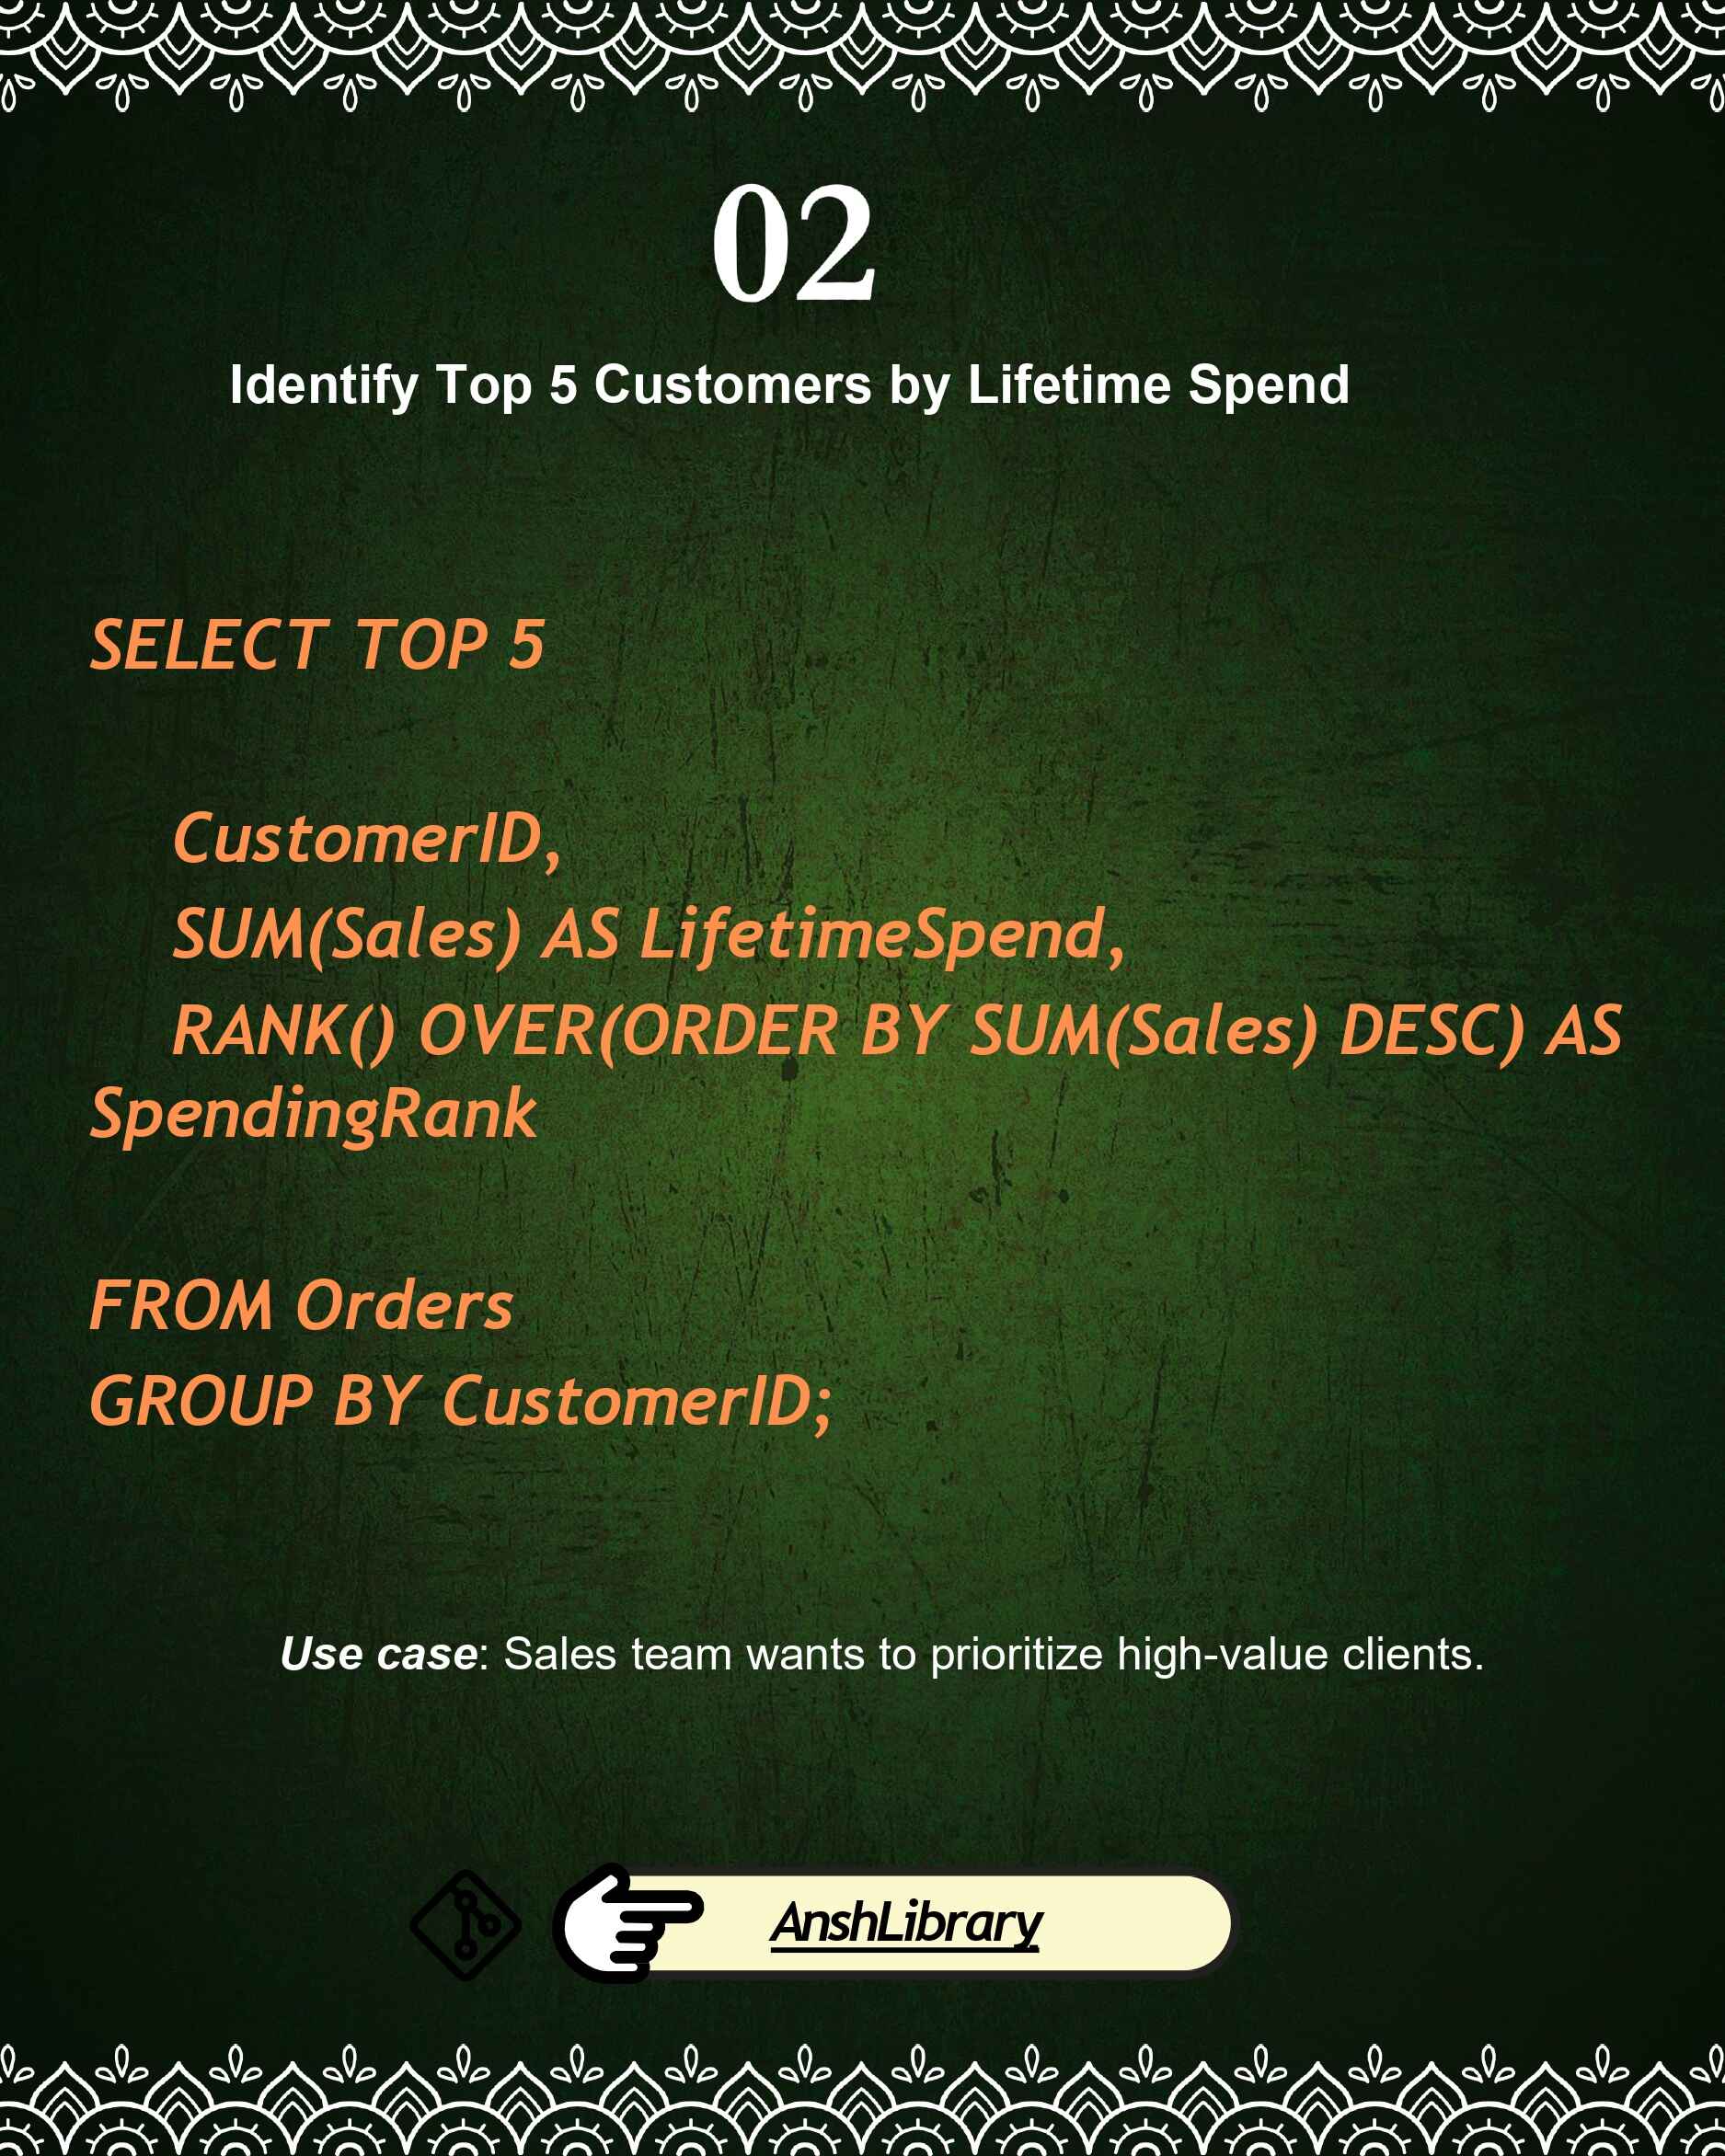 02
Identify Top 5 Customers by Lifetime Spend
SELECT TOP 5
CustomerID,
SUM(Sales) AS LifetimeSpend,
RANK() OVER(ORDER BY SUM(Sales) DESC) AS
SpendingRank
FROM Orders
GROUP BY CustomerID;
Use case: Sales team wants to prioritize high-value clients.
AnshLibrary